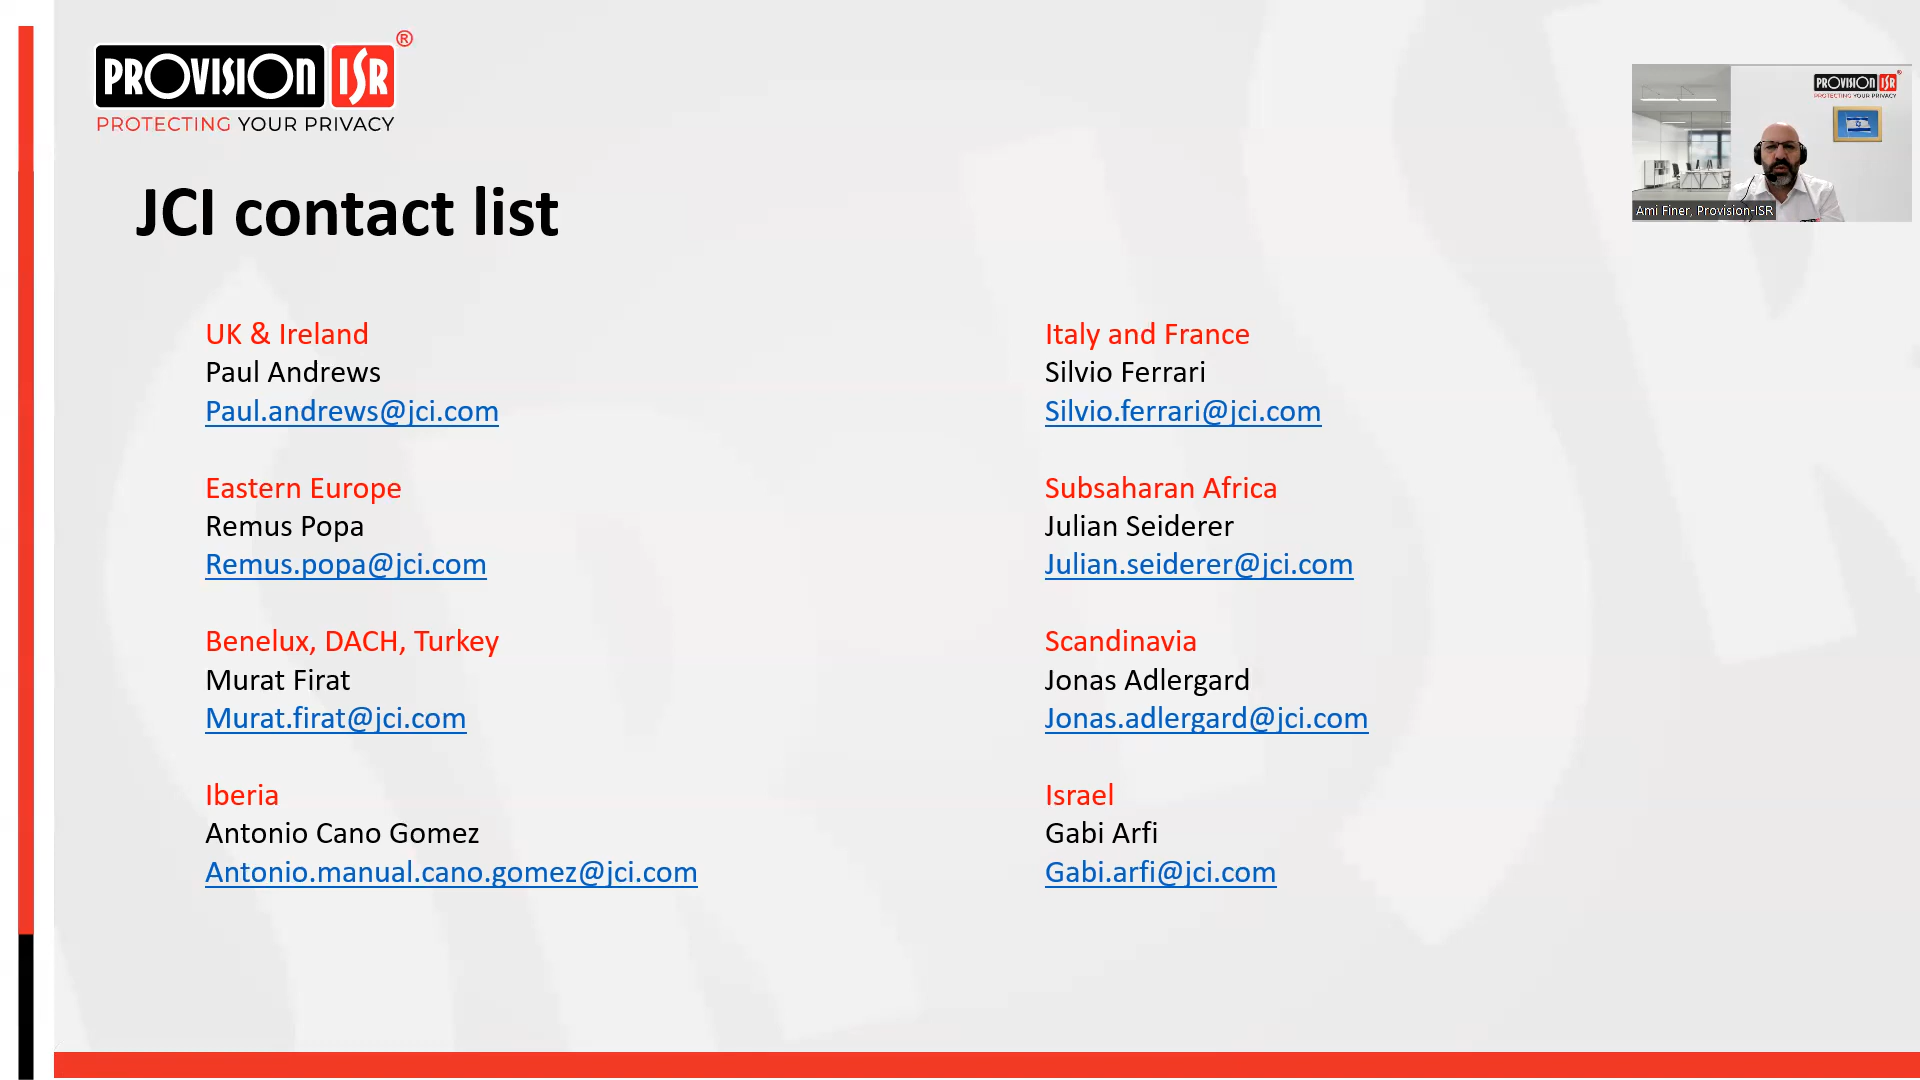 PROVISION ISR®
PROTECTING YOUR PRIVACY
PROVISION ISR®
PROTECTING YOUR PRIVACY
Ami Finer, Provision-ISR
JCI contact list
UK & Ireland
Paul Andrews
Paul.andrews@jci.com
Eastern Europe
Remus Popa
Remus.popa@jci.com
Benelux, DACH, Turkey
Murat Firat
Murat.firat@jci.com
Iberia
Antonio Cano Gomez
Antonio.manual.cano.gomez@jci.com
Italy and France
Silvio Ferrari
Silvio.ferrari@jci.com
Subsaharan Africa
Julian Seiderer
Julian.seiderer@jci.com
Scandinavia
Jonas Adlergard
Jonas.adlergard@jci.com
Israel
Gabi Arfi
Gabi.arfi@jci.com